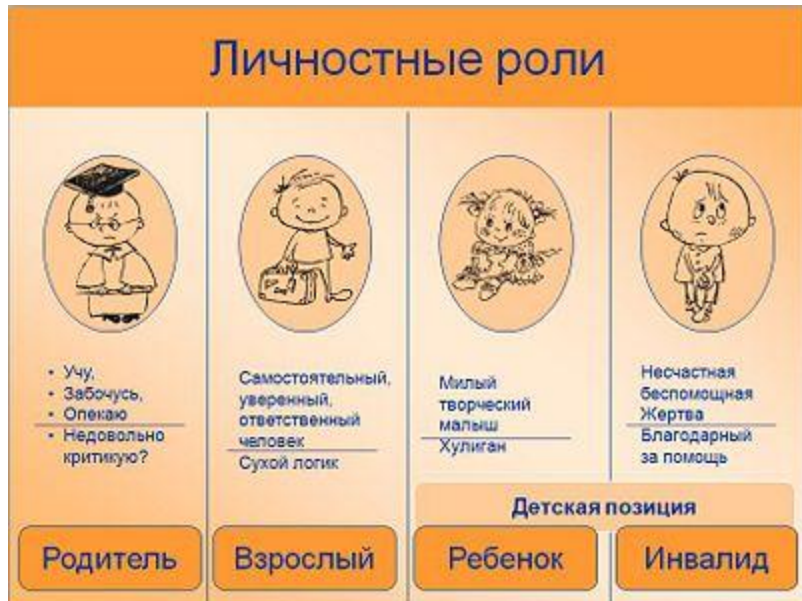 Личностные роли
• Учу,
• Забочусь,
• Опекаю
• Недовольно
критикую?
Самостоятельный,
уверенный,
ответственный
человек
Сухой логик
Милый
творческий
малыш
Хулиган
Несчастная
беспомощная
Жертва
Благодарный
за помощь
Детская позиция
Родитель
Взрослый
Ребенок
Инвалид